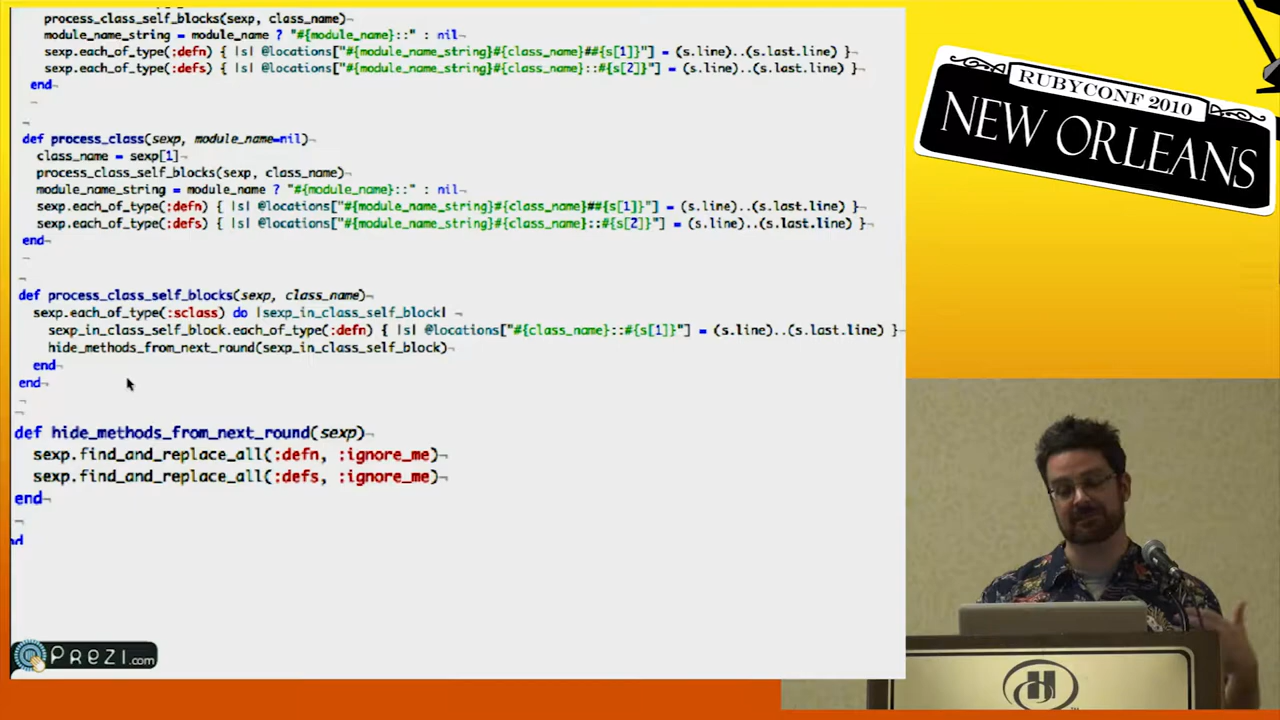 process_class_self_blocks(sexp, class_name)¬
module_name_string = module_name ? "#{module_name}::" : nil¬
sexp.each_of_type(:defn) { |s| @locations["#{module_name_string}#{class_name}##{s[1]}"] = (s.line)..(s.last.line) }¬
sexp.each_of_type(:defs) { |s| @locations["#{module_name_string}#{class_name}::#{s[2]}"] = (s.line)..(s.last.line) }¬
end¬
¬
¬
def process_class(sexp, module_name=nil)¬
class_name = sexp[1]¬
process_class_self_blocks(sexp, class_name)¬
module_name_string = module_name ? "#{module_name}::" : nil¬
sexp.each_of_type(:defn) { |s| @locations["#{module_name_string}#{class_name}##{s[1]}"] = (s.line)..(s.last.line) }¬
sexp.each_of_type(:defs) { |s| @locations["#{module_name_string}#{class_name}::#{s[2]}"] = (s.line)..(s.last.line) }¬
end¬
¬
¬
def process_class_self_blocks(sexp, class_name)¬
sexp.each_of_type(:sclass) do |sexp_in_class_self_block| ¬
sexp_in_class_self_block.each_of_type(:defn) { |s| @locations["#{class_name}::#{s[1]}"] = (s.line)..(s.last.line) }
hide_methods_from_next_round(sexp_in_class_self_block)¬
end¬
end¬
¬
¬
def hide_methods_from_next_round(sexp)¬
sexp.find_and_replace_all(:defn, :ignore_me)¬
sexp.find_and_replace_all(:defs, :ignore_me)¬
end¬
¬
nd
PREZI.com
RUBYCONF 2010
NEW ORLEANS
H